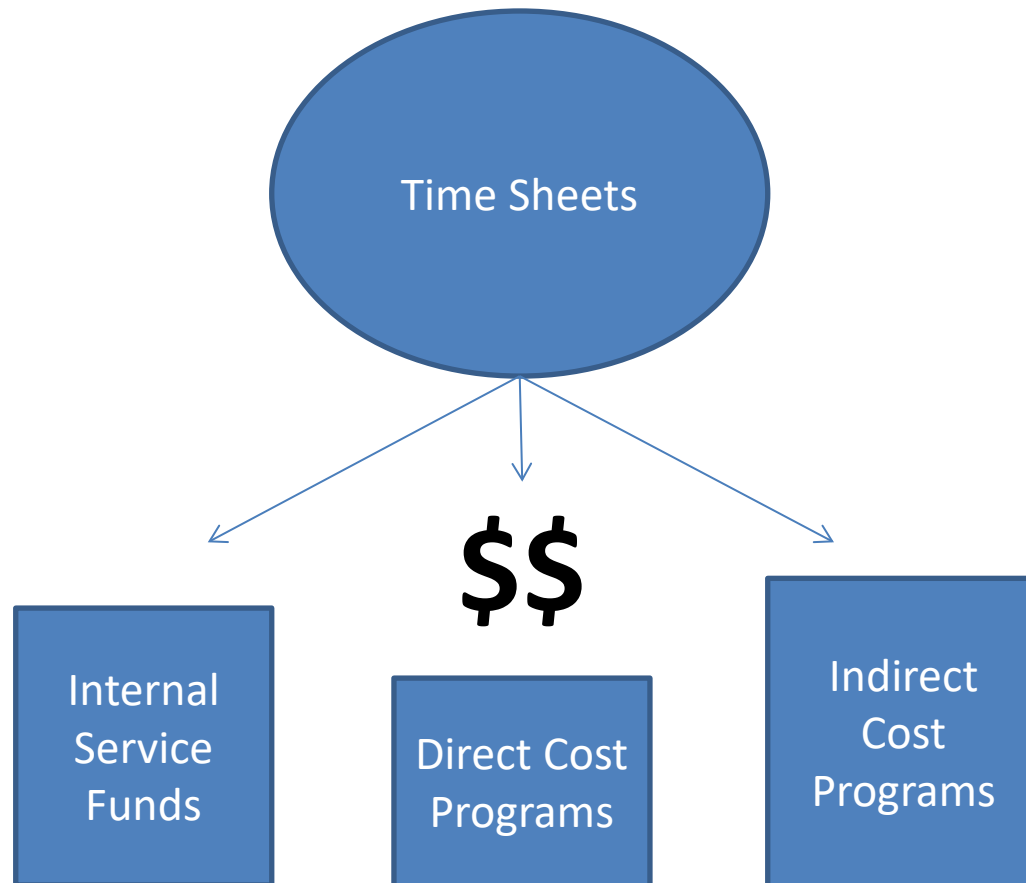 Time Sheets
$$
Internal
Service
Funds
Direct Cost
Programs
Indirect
Cost
Programs